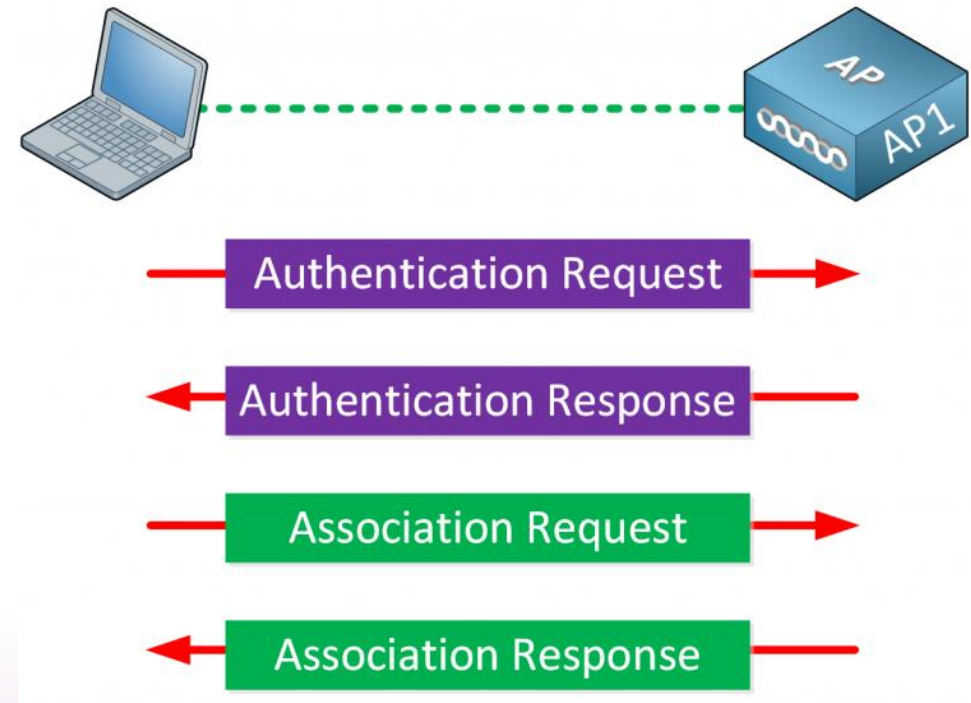 AP
AP1
Authentication Request
Authentication Response
Association Request
Association Response